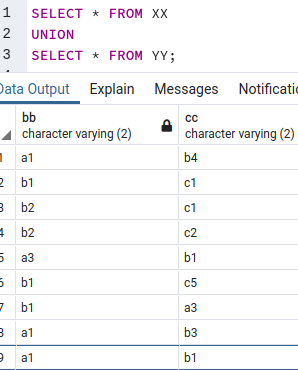 1 SELECT * FROM XX
2 UNION
3 SELECT * FROM YY;
Data Output Explain Messages
bb cc
character varying (2) character varying (2)
1 a1 b4
2 b1 c1
3 b2 c1
4 b2 c2
5 a3 b1
6 b1 c5
7 b1 a3
8 a1 b3
9 a1 b1